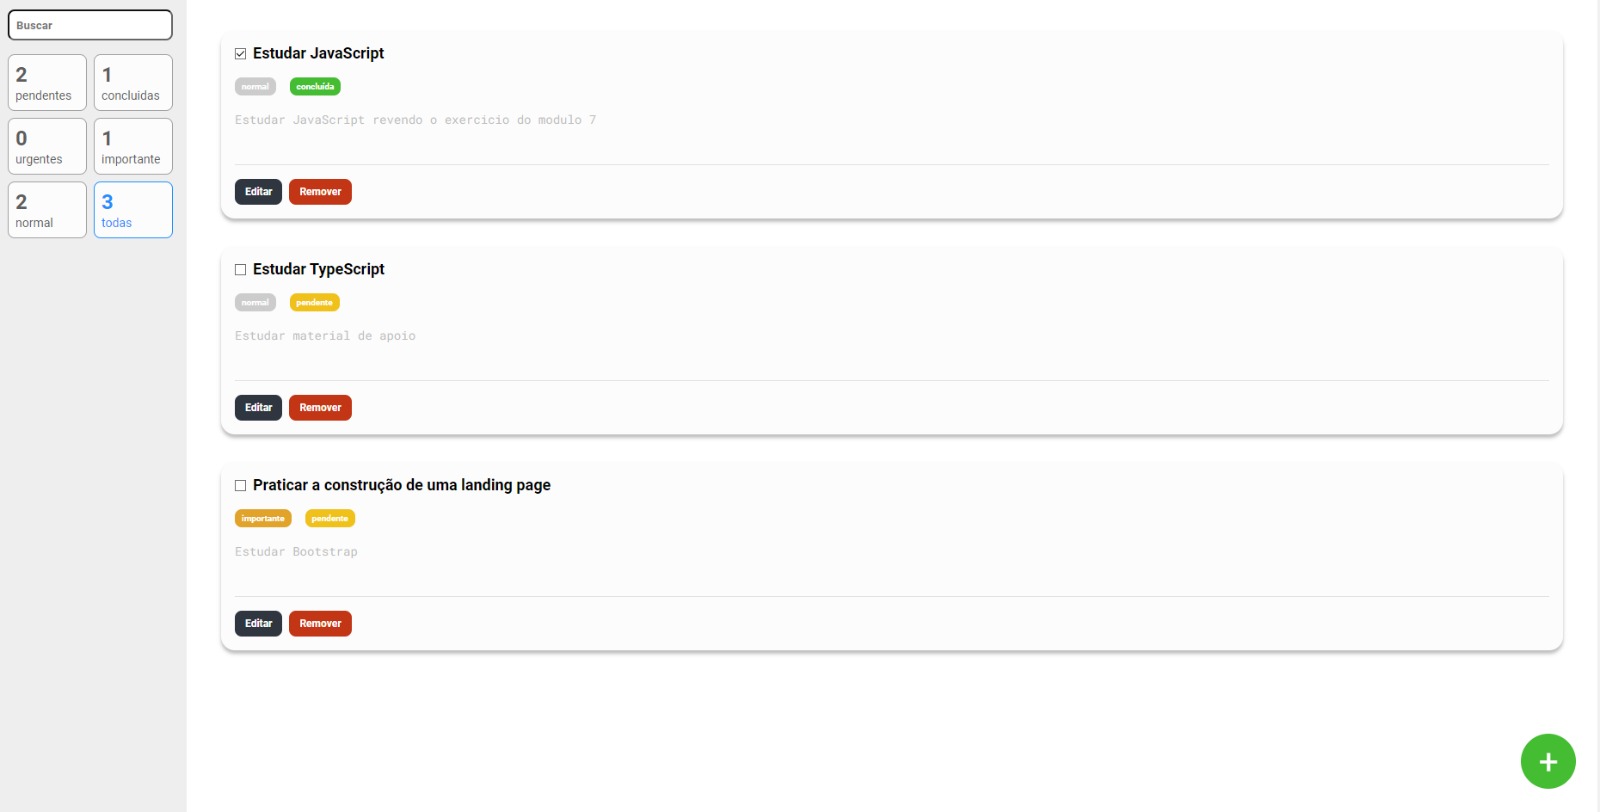 Buscar
2
pendentes
1
concluidas
0
urgentes
1
importante
2
normal
3
todas
Estudar JavaScript
normal concluída
Estudar JavaScript revendo o exercicio do modulo 7
Editar Remover
Estudar TypeScript
normal pendente
Estudar material de apoio
Editar Remover
Praticar a construção de uma landing page
importante pendente
Estudar Bootstrap
Editar Remover
+